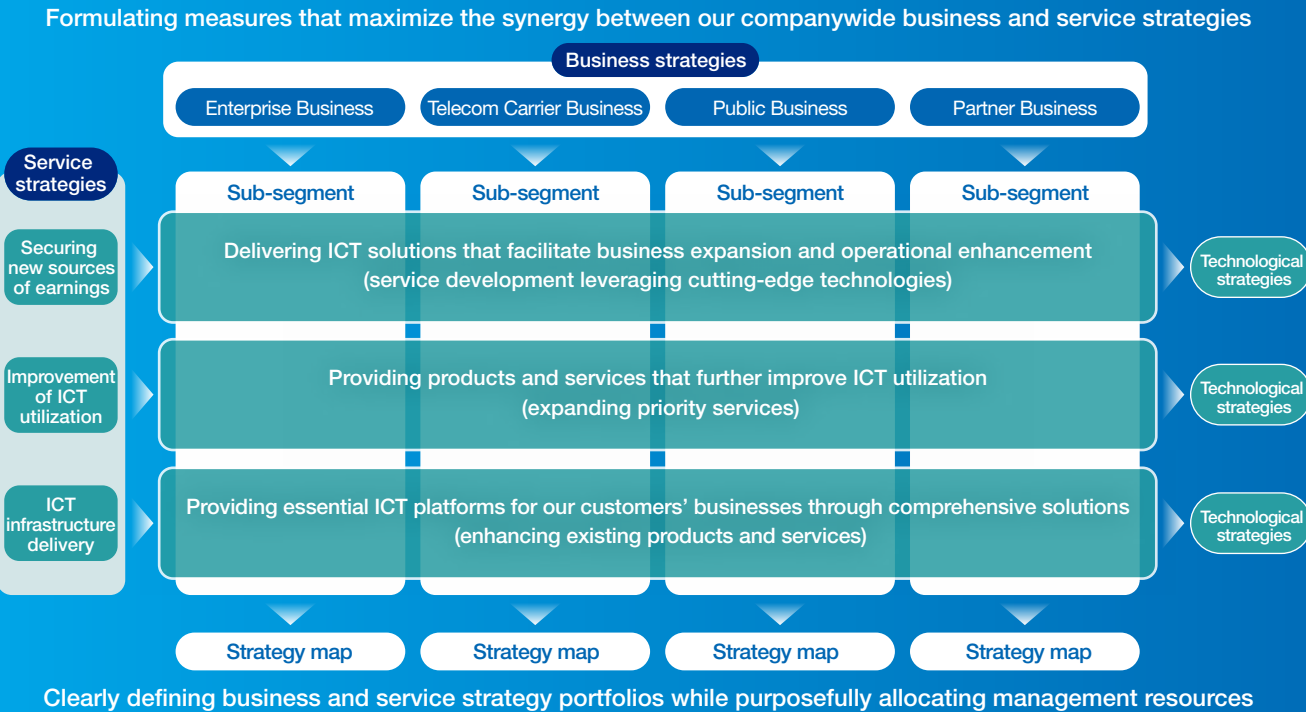 Formulating measures that maximize the synergy between our companywide business and service strategies
Business strategies
Enterprise Business
Telecom Carrier Business
Public Business
Partner Business
Service
strategies
Sub-segment
Sub-segment
Sub-segment
Sub-segment
Securing
new sources
of earnings
Delivering ICT solutions that facilitate business expansion and operational enhancement
(service development leveraging cutting-edge technologies)
Technological
strategies
Improvement
of ICT
utilization
Providing products and services that further improve ICT utilization
(expanding priority services)
Technological
strategies
ICT
infrastructure
delivery
Providing essential ICT platforms for our customers’ businesses through comprehensive solutions
(enhancing existing products and services)
Technological
strategies
Strategy map
Strategy map
Strategy map
Strategy map
Clearly defining business and service strategy portfolios while purposefully allocating management resources